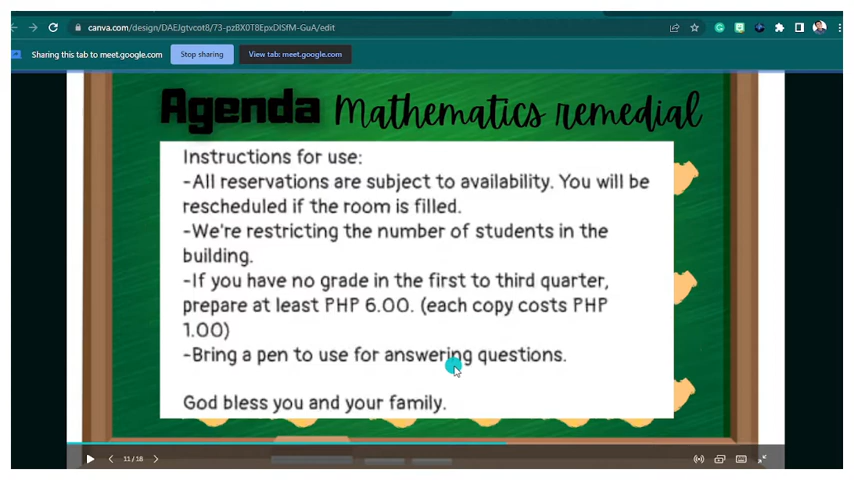 canva.com/design/DAEJgtvcot8/73-pzBX0T8EpxDISfM-GuA/edit
Sharing this tab to meet.google.com
Stop sharing
View tab: meet.google.com
Agenda Mathematics remedial
Instructions for use:
-All reservations are subject to availability. You will be
rescheduled if the room is filled.
-We're restricting the number of students in the
building.
-If you have no grade in the first to third quarter,
prepare at least PHP 6.00. (each copy costs PHP
1.00)
-Bring a pen to use for answering questions.
God bless you and your family.
11/18